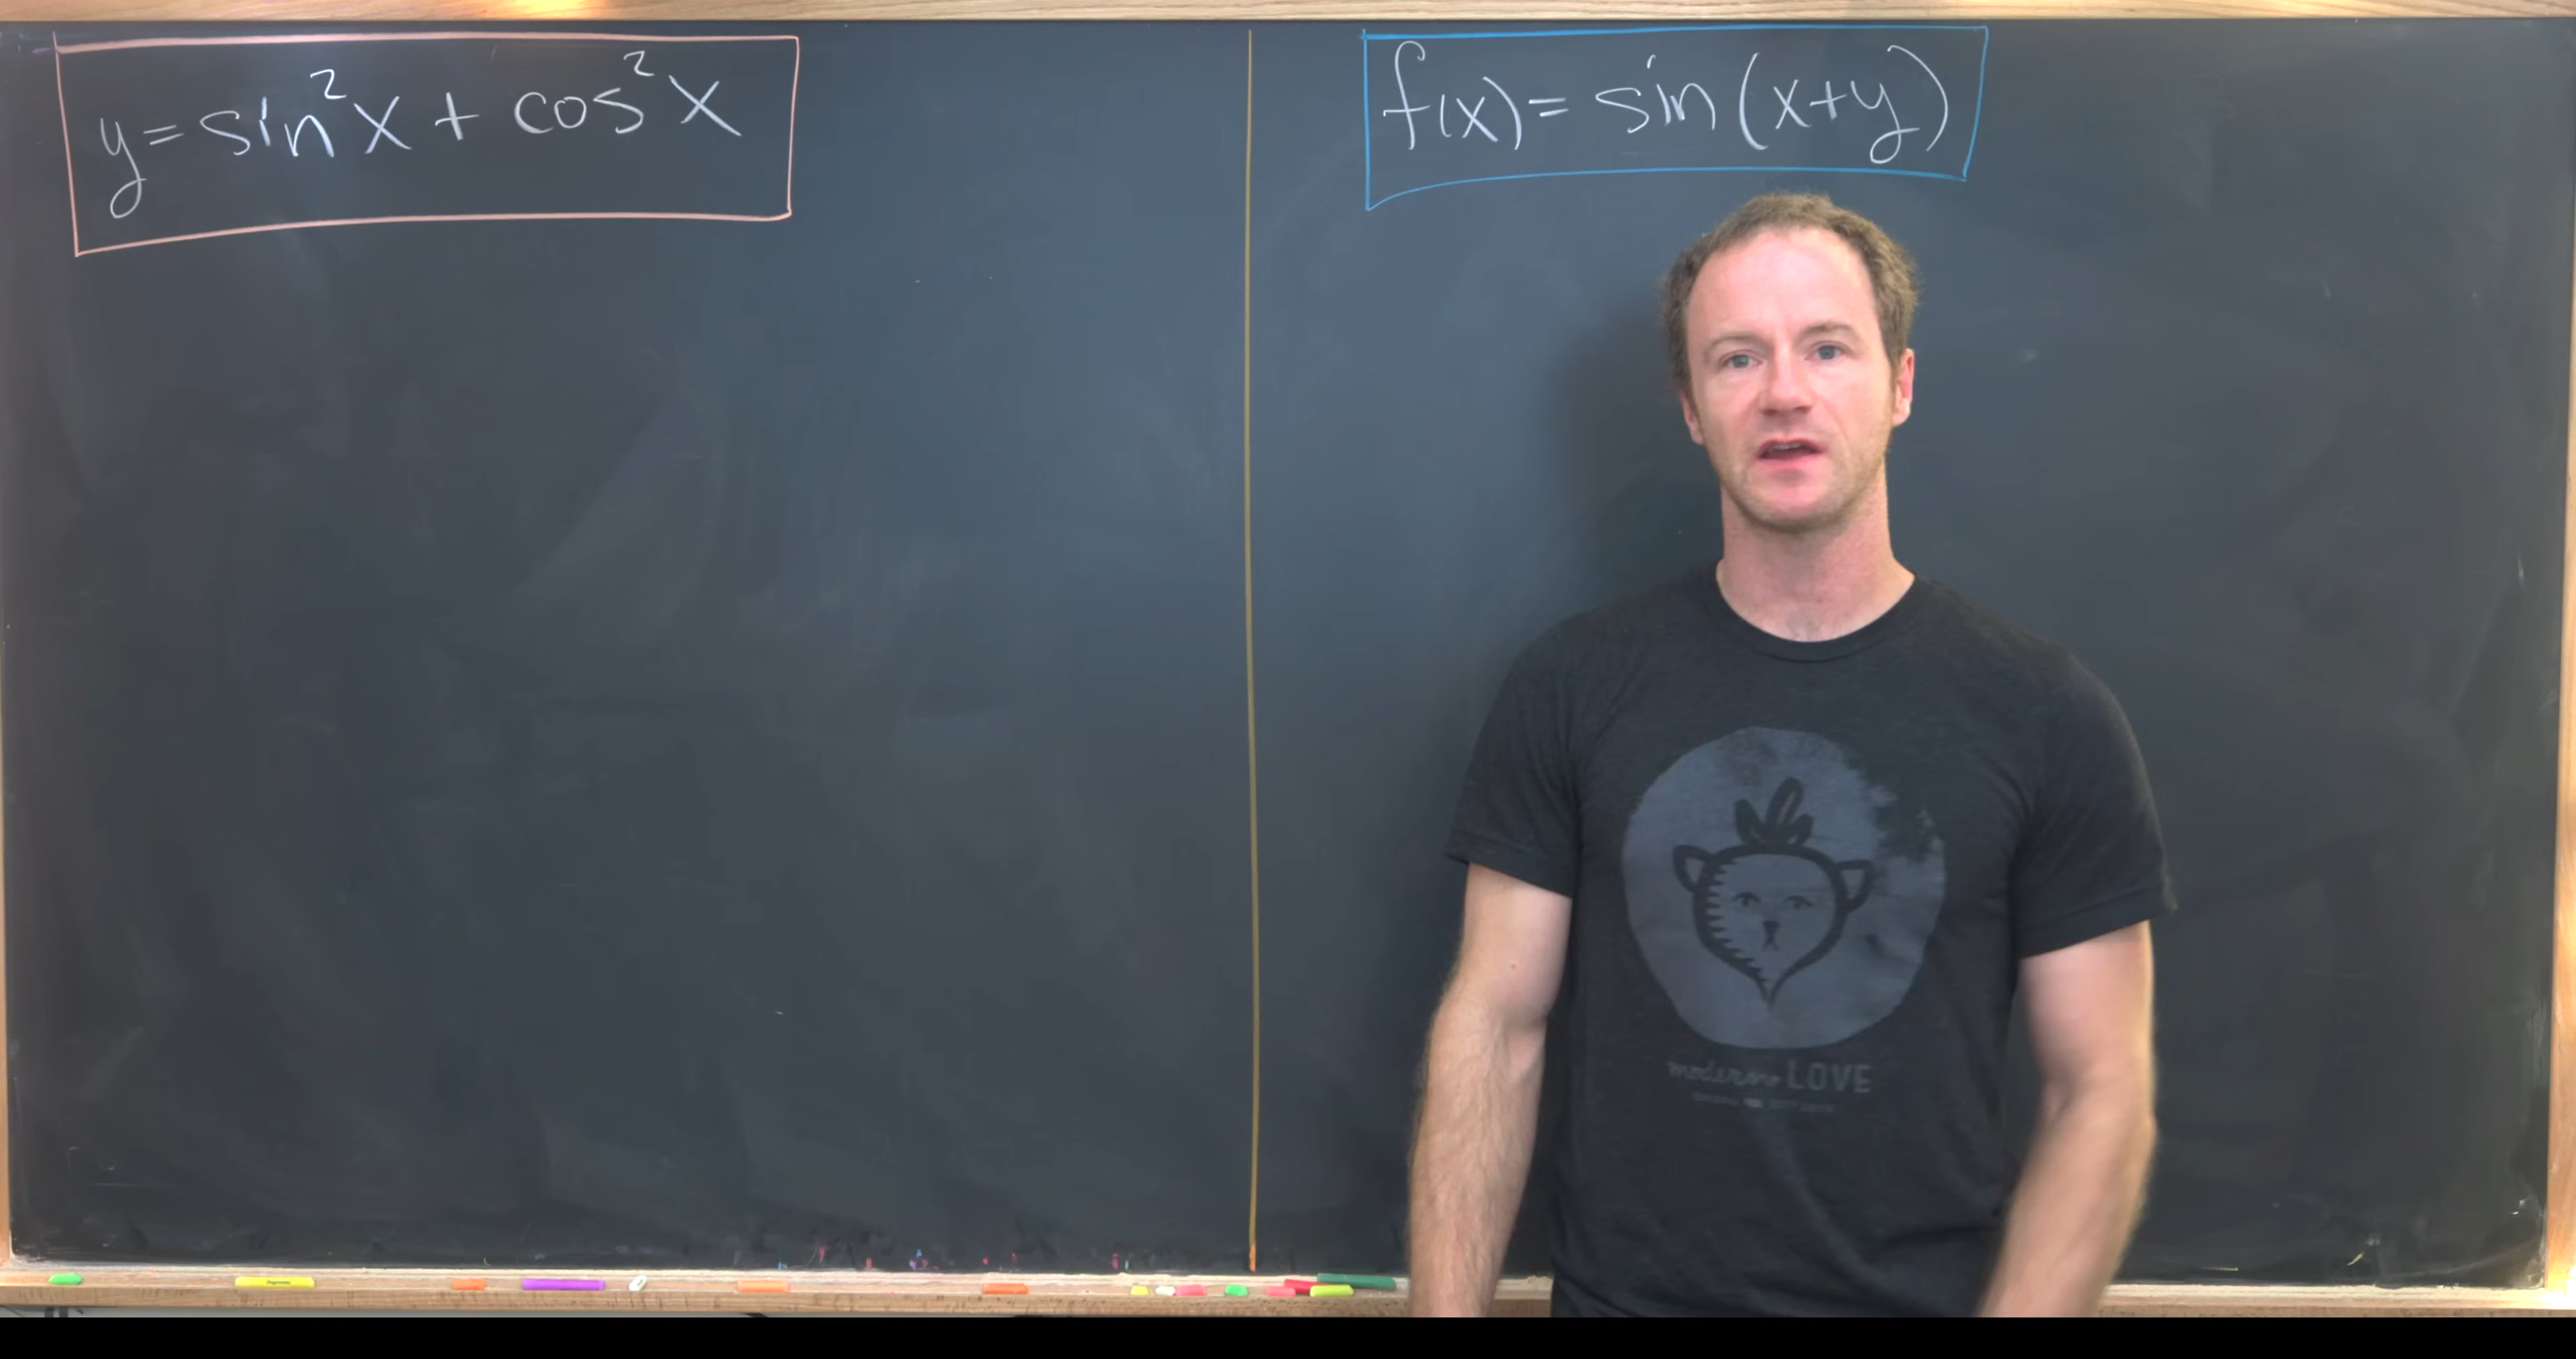 y = sin²x + cos²x
f(x) = sin(x+y)
modern LOVE